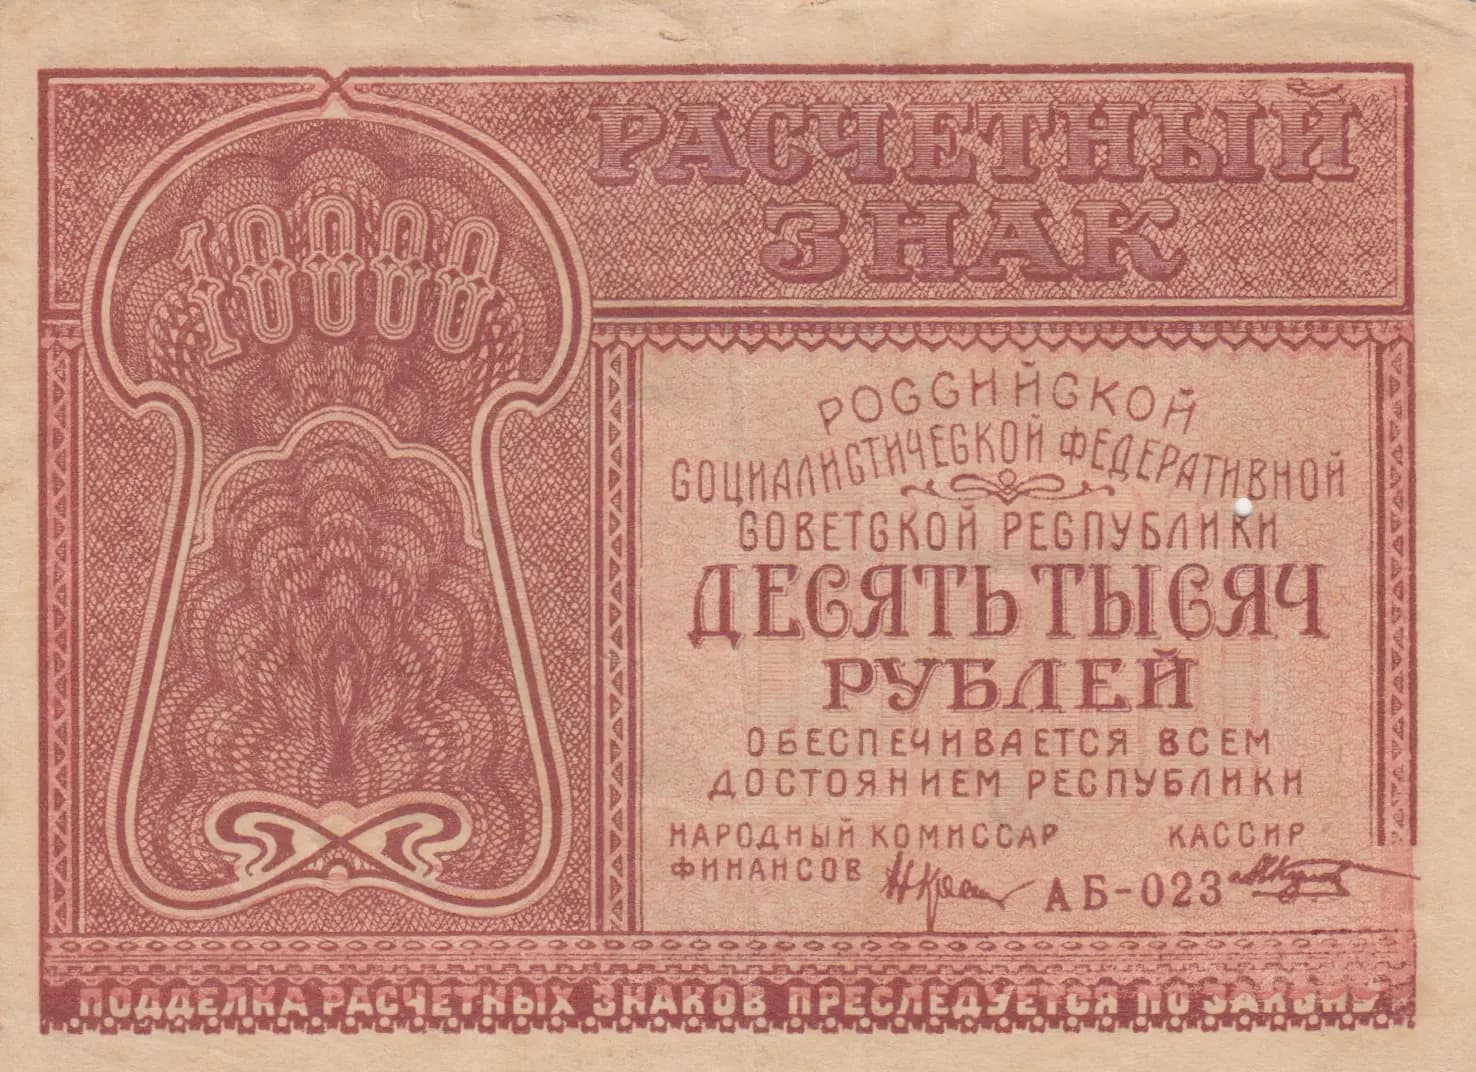 РАСЧЕТНЫЙ
ЗНАК
10000
РОССИЙСКОЙ
СОЦИАЛИСТИЧЕСКОЙ ФЕДЕРАТИВНОЙ
СОВЕТСКОЙ РЕСПУБЛИКИ
ДЕСЯТЬ ТЫСЯЧ
РУБЛЕЙ
ОБЕСПЕЧИВАЕТСЯ ВСЕМ
ДОСТОЯНИЕМ РЕСПУБЛИКИ
НАРОДНЫЙ КОМИССАР
ФИНАНСОВ
КАССИР
АБ-023
ПОДДЕЛКА РАСЧЕТНЫХ ЗНАКОВ ПРЕСЛЕДУЕТСЯ ПО ЗАКОНУ